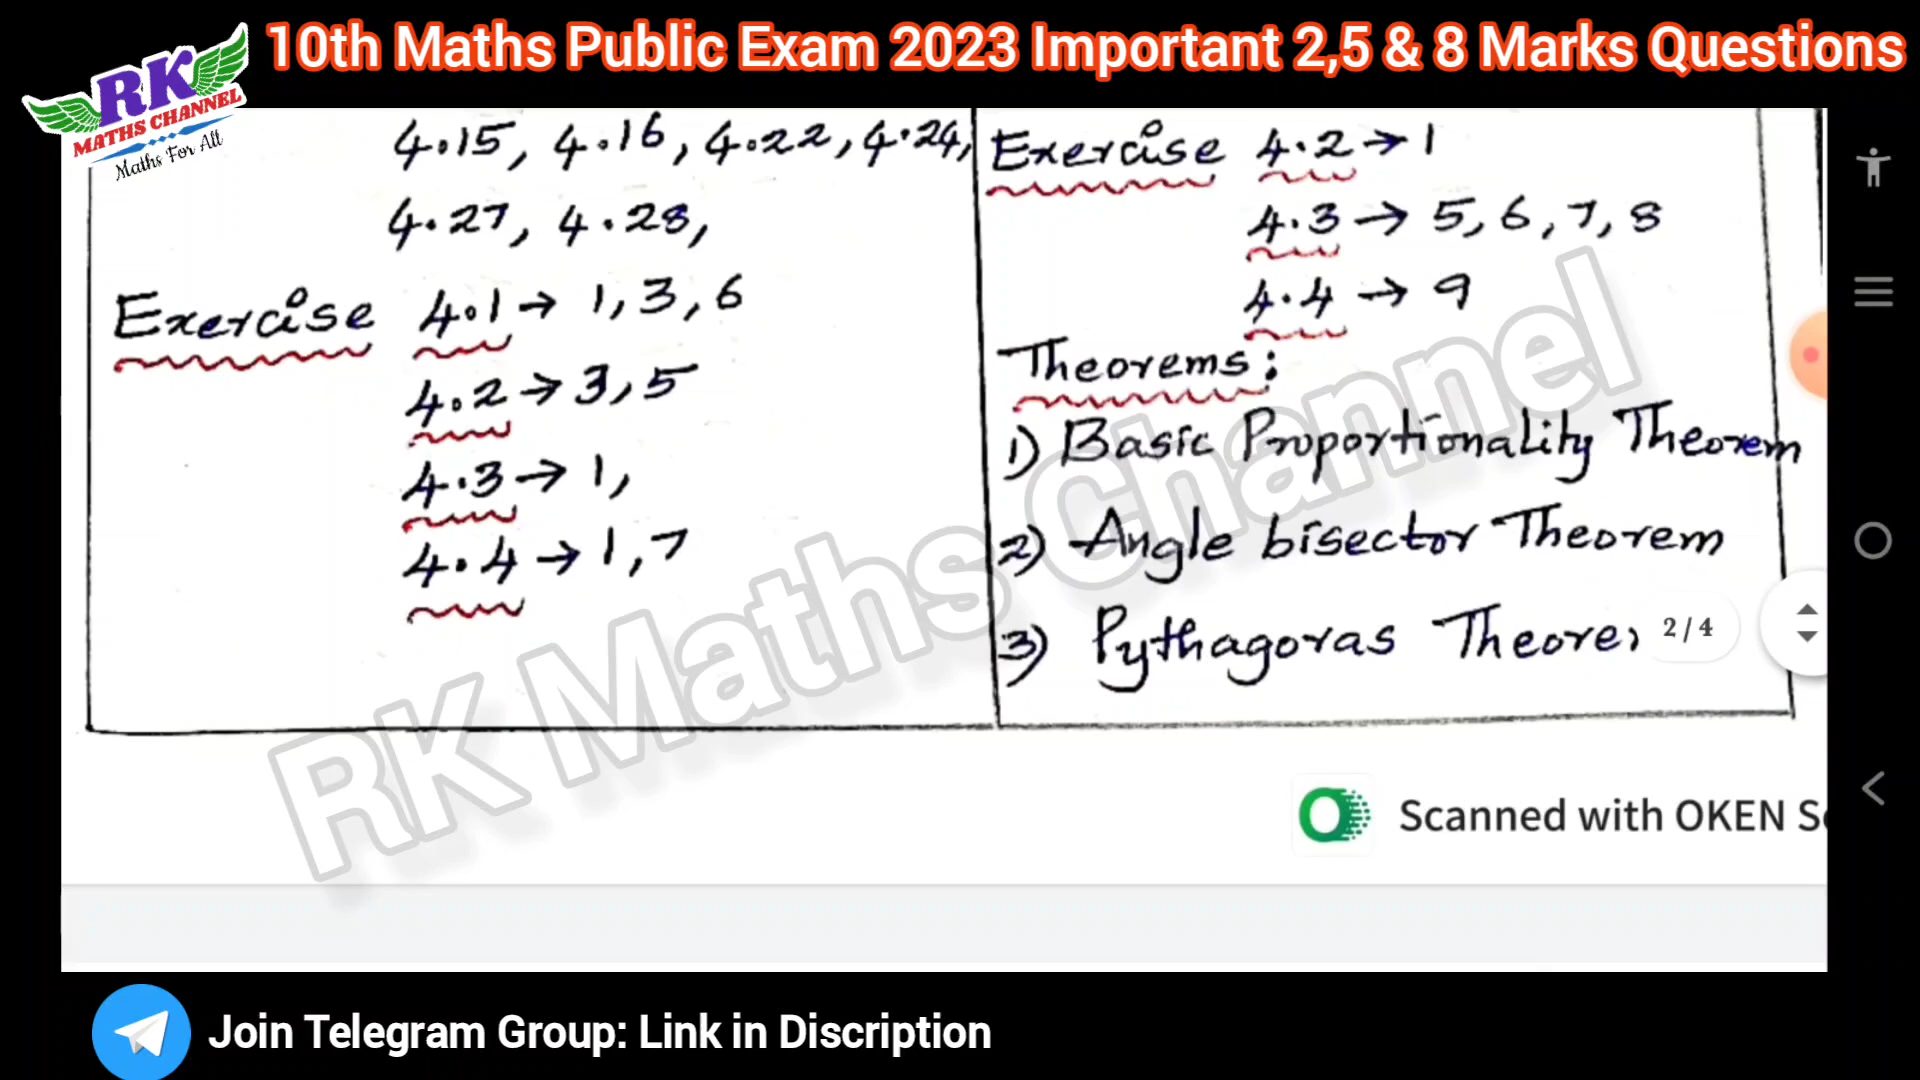 10th Maths Public Exam 2023 Important 2,5 & 8 Marks Questions
RK
MATHS CHANNEL
Maths For All
4.15, 4.16, 4.22, 4.24,
4.27, 4.28,
Exercise 4.1 → 1, 3, 6
4.2 → 3, 5
4.3 → 1,
4.4 → 1, 7
Exercise 4.2 → 1
4.3 → 5, 6, 7, 8
4.4 → 9
Theorems:
1) Basic Proportionality Theorem
2) Angle bisector Theorem
3) Pythagoras Theorem
2/4
RK Maths Channel
Scanned with OKEN S
Join Telegram Group: Link in Discription